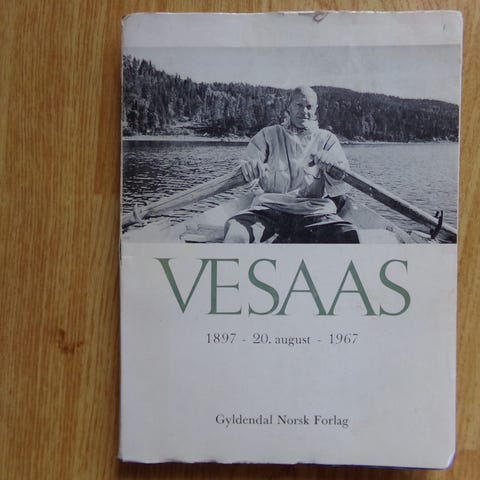 VESAAS
1897 - 20. august - 1967
Gyldendal Norsk Forlag